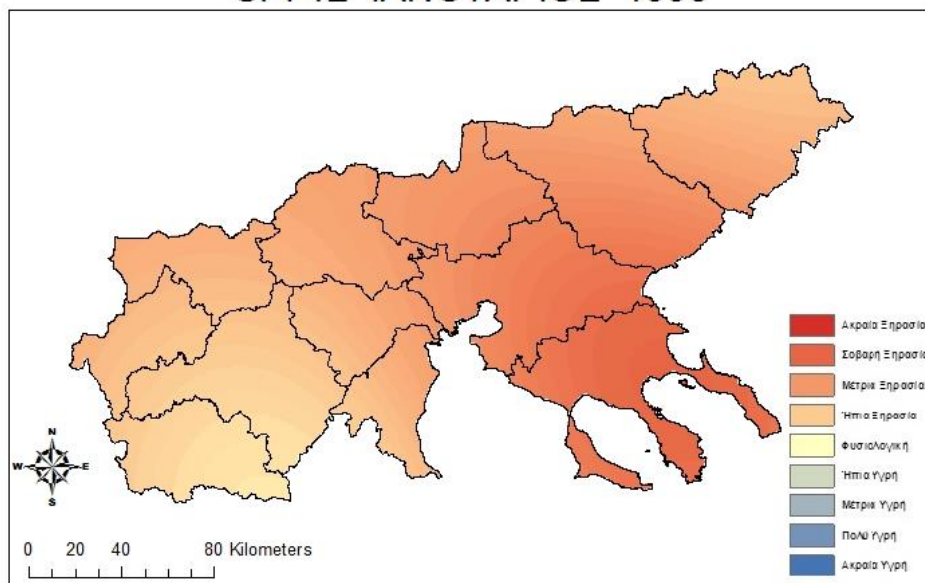 Ακραία Ξηρασία
Σοβαρή Ξηρασία
Μέτρια Ξηρασία
Ήπια Ξηρασία
Φυσιολογική
Ήπια Υγρή
Μέτρια Υγρή
Πολύ Υγρή
Ακραία Υγρή
N
W E
S
0 20 40 80 Kilometers